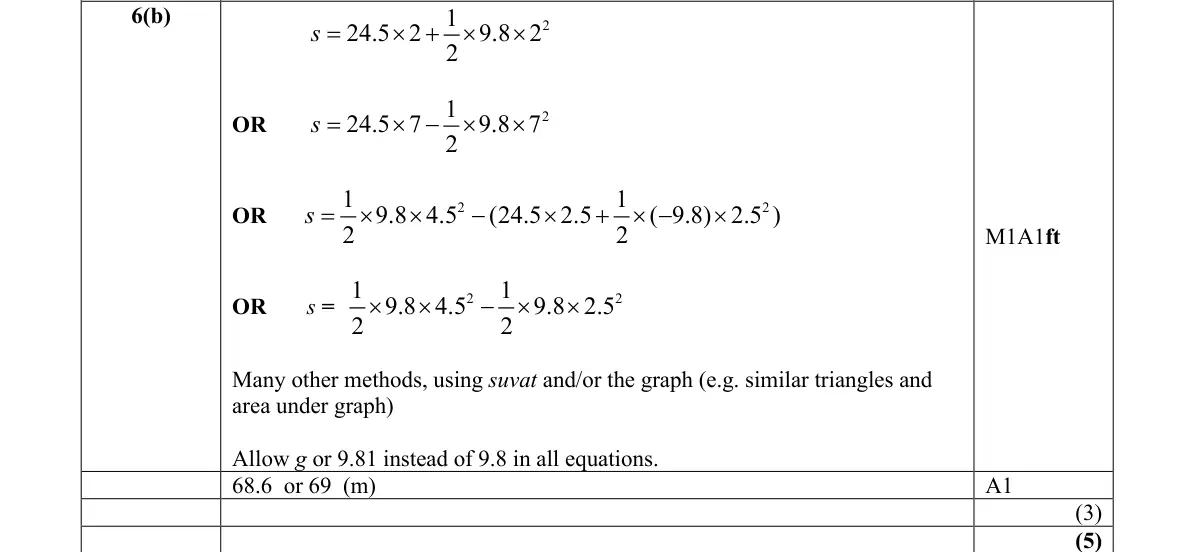 6(b)
s = 24.5 × 2 + 1/2 × 9.8 × 2²
OR s = 24.5 × 7 − 1/2 × 9.8 × 7²
OR s = 1/2 × 9.8 × 4.5² − (24.5 × 2.5 + 1/2 × (−9.8) × 2.5²)
M1A1ft
OR s = 1/2 × 9.8 × 4.5² − 1/2 × 9.8 × 2.5²
Many other methods, using suvat and/or the graph (e.g. similar triangles and
area under graph)
Allow g or 9.81 instead of 9.8 in all equations.
68.6 or 69 (m) A1
(3)
(5)